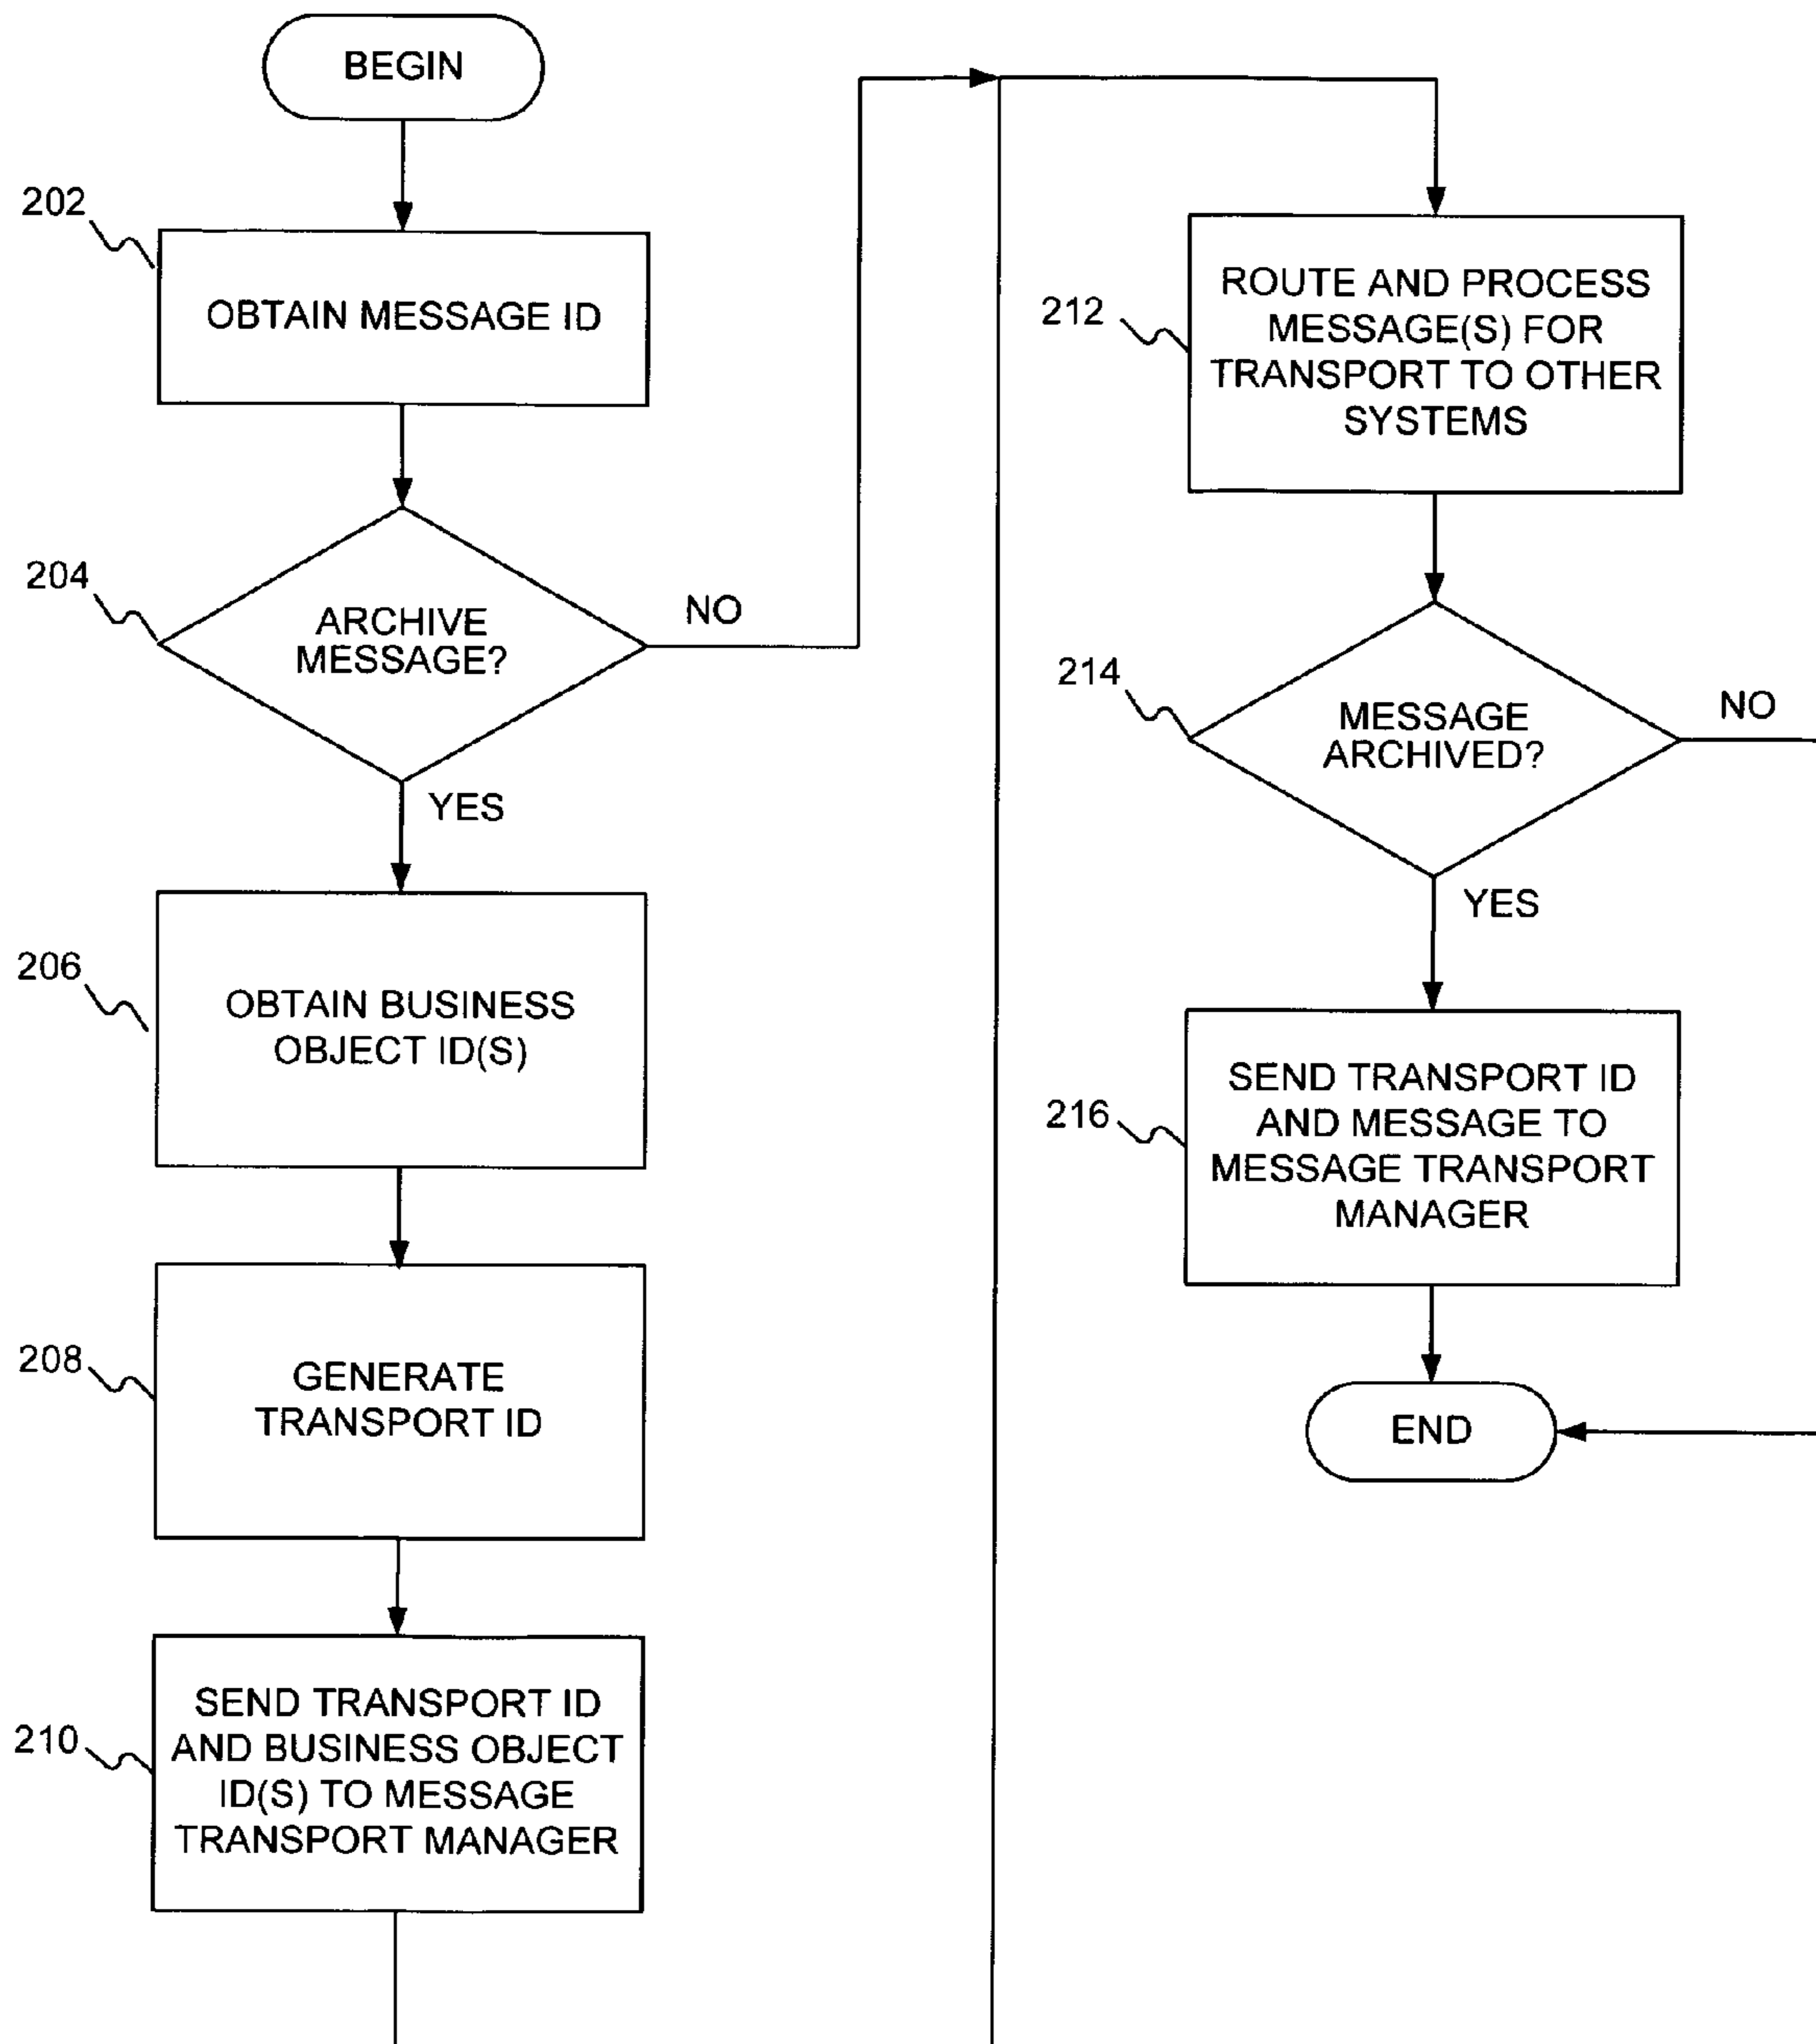 BEGIN
202
OBTAIN MESSAGE ID
204
ARCHIVE
MESSAGE?
NO
YES
206
OBTAIN BUSINESS
OBJECT ID(S)
208
GENERATE
TRANSPORT ID
210
SEND TRANSPORT ID
AND BUSINESS OBJECT
ID(S) TO MESSAGE
TRANSPORT MANAGER
212
ROUTE AND PROCESS
MESSAGE(S) FOR
TRANSPORT TO OTHER
SYSTEMS
214
MESSAGE
ARCHIVED?
NO
YES
216
SEND TRANSPORT ID
AND MESSAGE TO
MESSAGE TRANSPORT
MANAGER
END